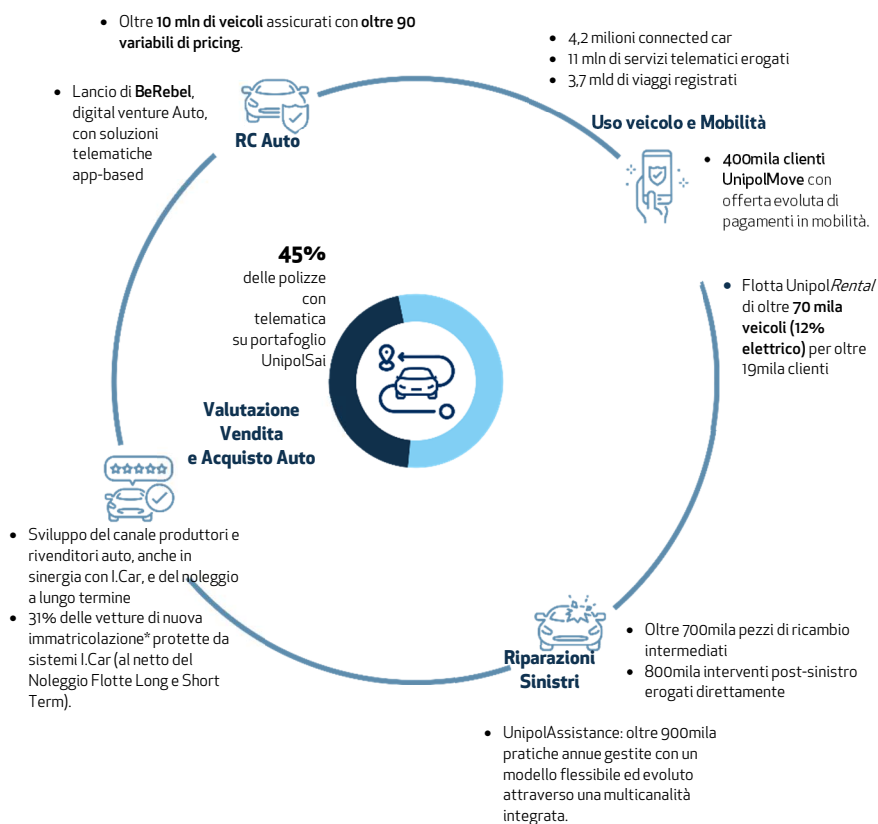 • Oltre 10 mln di veicoli assicurati con oltre 90
variabili di pricing.
• Lancio di BeRebel,
digital venture Auto,
con soluzioni
telematiche
app-based
RC Auto
• 4,2 milioni connected car
• 11 mln di servizi telematici erogati
• 3,7 mld di viaggi registrati
Uso veicolo e Mobilità
• 400mila clienti
UnipolMove con
offerta evoluta di
pagamenti in mobilità.
• Flotta UnipolRental
di oltre 70 mila
veicoli (12%
elettrico) per oltre
19mila clienti
45%
delle polizze
con
telematica
su portafoglio
UnipolSai
Valutazione
Vendita
e Acquisto Auto
• Sviluppo del canale produttori e
rivenditori auto, anche in
sinergia con I.Car, e del noleggio
a lungo termine
• 31% delle vetture di nuova
immatricolazione* protette da
sistemi I.Car (al netto del
Noleggio Flotte Long e Short
Term).
Riparazioni
Sinistri
• Oltre 700mila pezzi di ricambio
intermediati
• 800mila interventi post-sinistro
erogati direttamente
• UnipolAssistance: oltre 900mila
pratiche annue gestite con un
modello flessibile ed evoluto
attraverso una multicanalità
integrata.